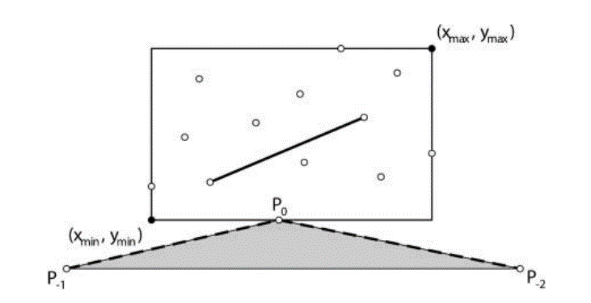 (xmax, ymax)
P0
(xmin, ymin)
P-1
P-2